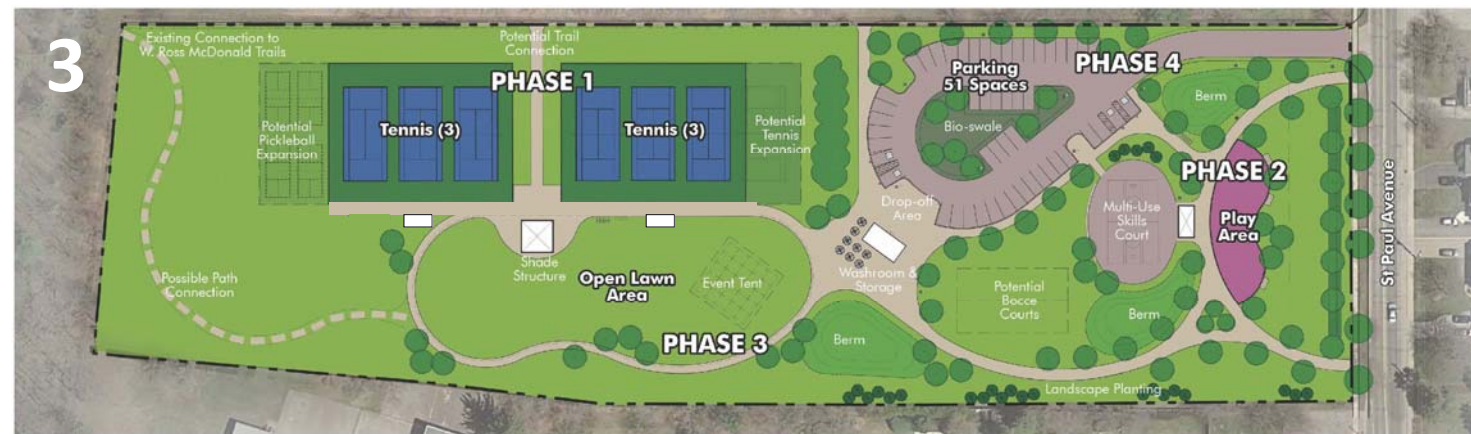 3
Existing Connection to
W. Ross McDonald Trails
Potential Trail
Connection
PHASE 1
Tennis (3)
Tennis (3)
Potential
Pickleball
Expansion
Potential
Tennis
Expansion
Parking
51 Spaces
PHASE 4
Bio-swale
Berm
PHASE 2
Drop-off
Area
Multi-Use
Skills
Court
Play
Area
St Paul Avenue
Shade
Structure
Possible Path
Connection
Open Lawn
Area
Event Tent
Washroom &
Storage
Potential
Bocce
Courts
Berm
PHASE 3
Berm
Landscape Planting